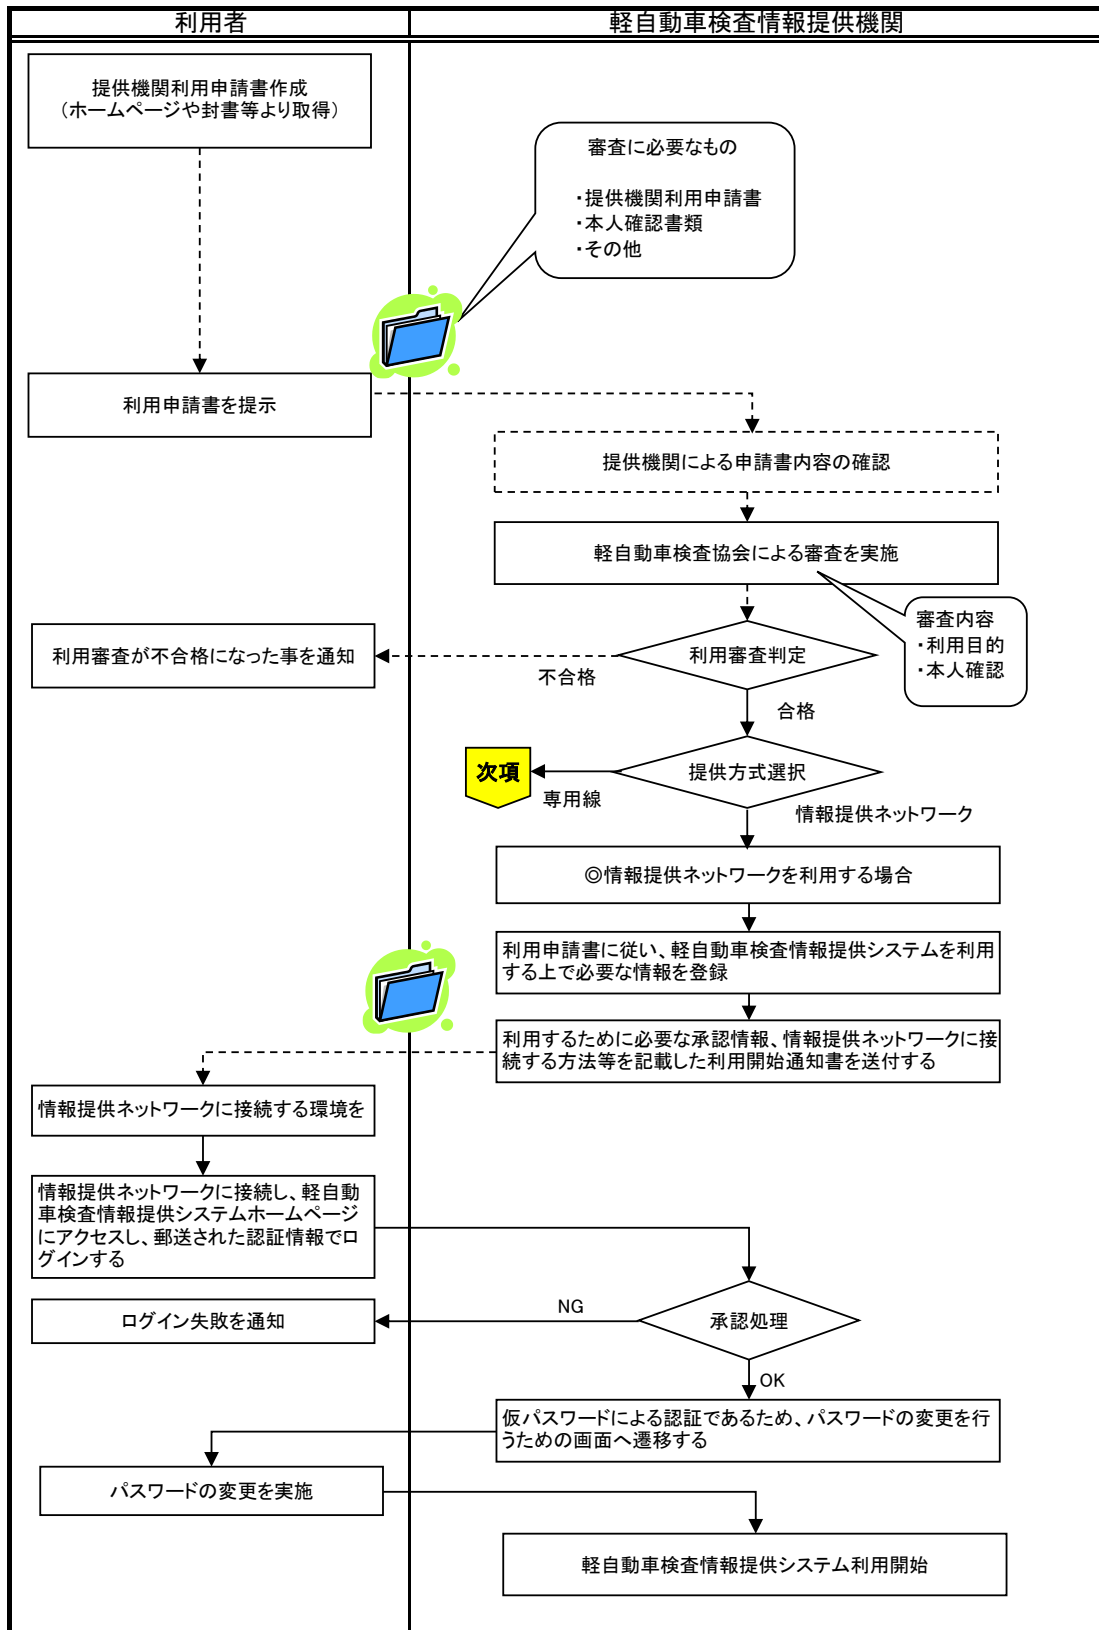 利用者
軽自動車検査情報提供機関
提供機関利用申請書作成
(ホームページや封書等より取得)
審査に必要なもの
・提供機関利用申請書
・本人確認書類
・その他
利用申請書を提示
提供機関による申請書内容の確認
軽自動車検査協会による審査を実施
審査内容
・利用目的
・本人確認
利用審査判定
利用審査が不合格になった事を通知
不合格
合格
提供方式選択
次項
専用線
情報提供ネットワーク
◎情報提供ネットワークを利用する場合
利用申請書に従い、軽自動車検査情報提供システムを利用
する上で必要な情報を登録
利用するために必要な承認情報、情報提供ネットワークに接
続する方法等を記載した利用開始通知書を送付する
情報提供ネットワークに接続する環境を
情報提供ネットワークに接続し、軽自動
車検査情報提供システムホームページ
にアクセスし、郵送された認証情報でロ
グインする
NG
ログイン失敗を通知
承認処理
OK
仮パスワードによる認証であるため、パスワードの変更を行
うための画面へ遷移する
パスワードの変更を実施
軽自動車検査情報提供システム利用開始